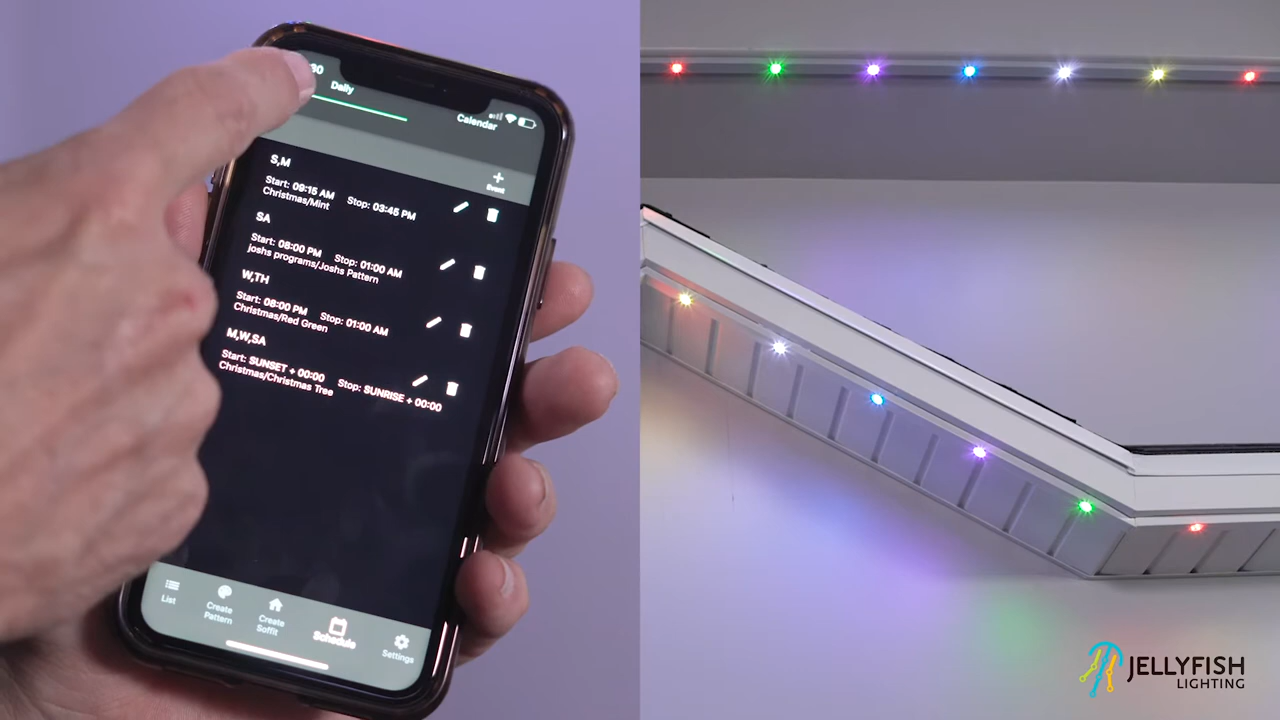 30
Daily
Calendar
Event
S,M
Start: 09:15 AM Stop: 03:45 PM
Christmas/Mint
SA
Start: 08:00 PM Stop: 01:00 AM
joshs programs/Joshs Pattern
W,TH
Start: 08:00 PM Stop: 01:00 AM
Christmas/Red Green
M,W,SA
Start: SUNSET + 00:00 Stop: SUNRISE + 00:00
Christmas/Christmas Tree
List
Create Pattern
Create Soffit
Schedule
Settings
JELLYFISH
LIGHTING